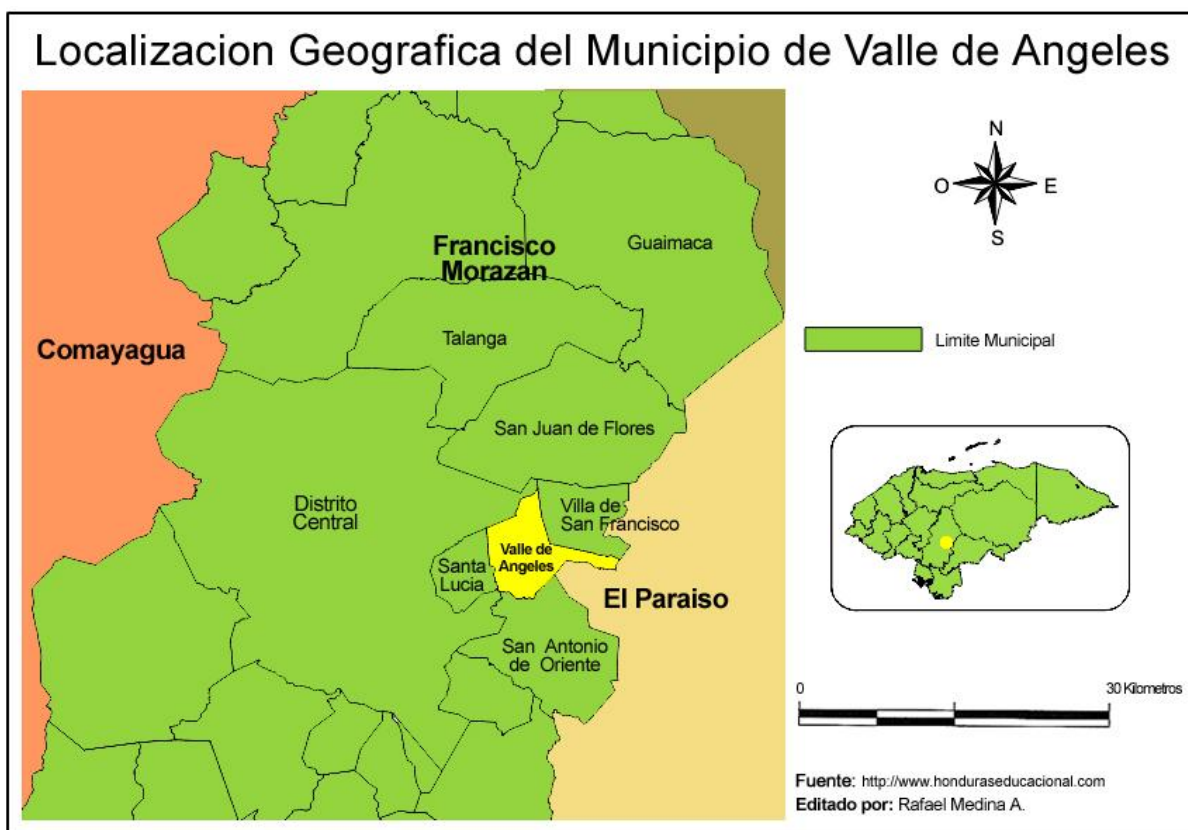 Localizacion Geografica del Municipio de Valle de Angeles
N
O
E
S
Guaimaca
Francisco
Morazan
Talanga
Comayagua
Limite Municipal
San Juan de Flores
Distrito
Central
Villa de
San Francisco
Valle de
Angeles
Santa
Lucia
El Paraiso
San Antonio
de Oriente
0
30 Kilometros
Fuente: http://www.honduraseducacional.com
Editado por: Rafael Medina A.